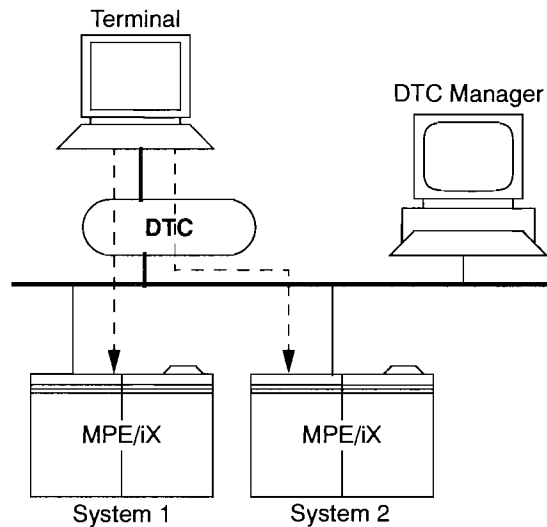 Terminal
DTC Manager
DTC
MPE/iX
MPE/iX
System 1
System 2